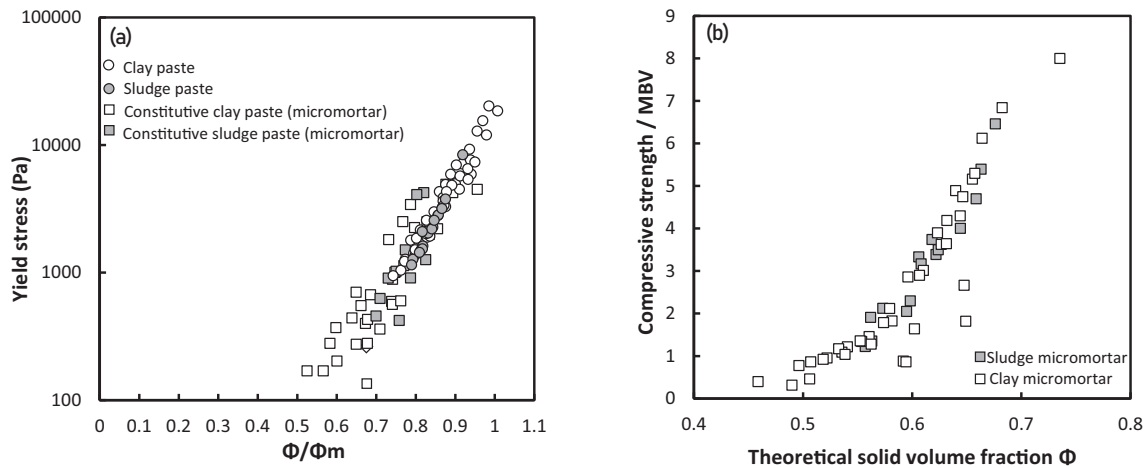 (a)
Clay paste
Sludge paste
Constitutive clay paste (micromortar)
Constitutive sludge paste (micromortar)
Yield stress (Pa)
100000
10000
1000
100
0 0.1 0.2 0.3 0.4 0.5 0.6 0.7 0.8 0.9 1 1.1
Φ/Φm
(b)
Compressive strength / MBV
9
8
7
6
5
4
3
2
1
0
Sludge micromortar
Clay micromortar
0.4 0.5 0.6 0.7 0.8
Theoretical solid volume fraction Φ